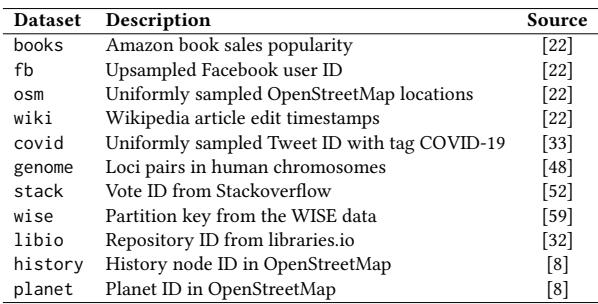 Dataset Description Source
books Amazon book sales popularity [22]
fb Upsampled Facebook user ID [22]
osm Uniformly sampled OpenStreetMap locations [22]
wiki Wikipedia article edit timestamps [22]
covid Uniformly sampled Tweet ID with tag COVID-19 [33]
genome Loci pairs in human chromosomes [48]
stack Vote ID from Stackoverflow [52]
wise Partition key from the WISE data [59]
libio Repository ID from libraries.io [32]
history History node ID in OpenStreetMap [8]
planet Planet ID in OpenStreetMap [8]